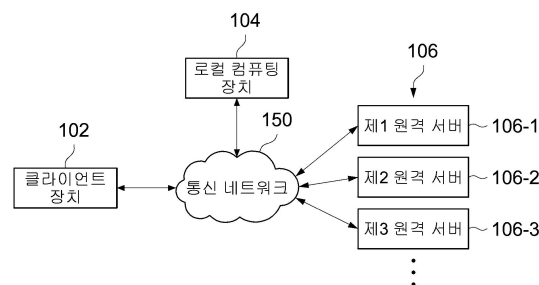 104
로컬 컴퓨팅
장치
106
150
제1 원격 서버
106-1
102
클라이언트
장치
통신 네트워크
제2 원격 서버
106-2
제3 원격 서버
106-3